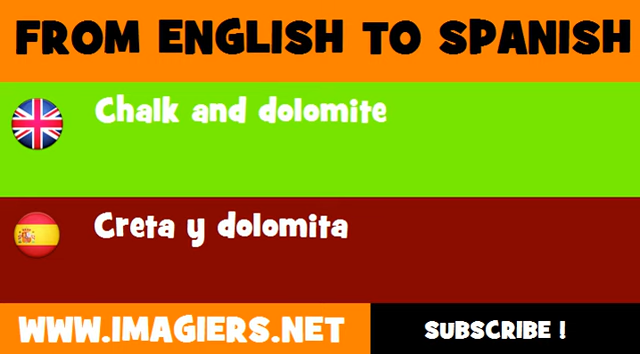 FROM ENGLISH TO SPANISH
Chalk and dolomite
Creta y dolomita
WWW.IMAGIERS.NET
SUBSCRIBE !